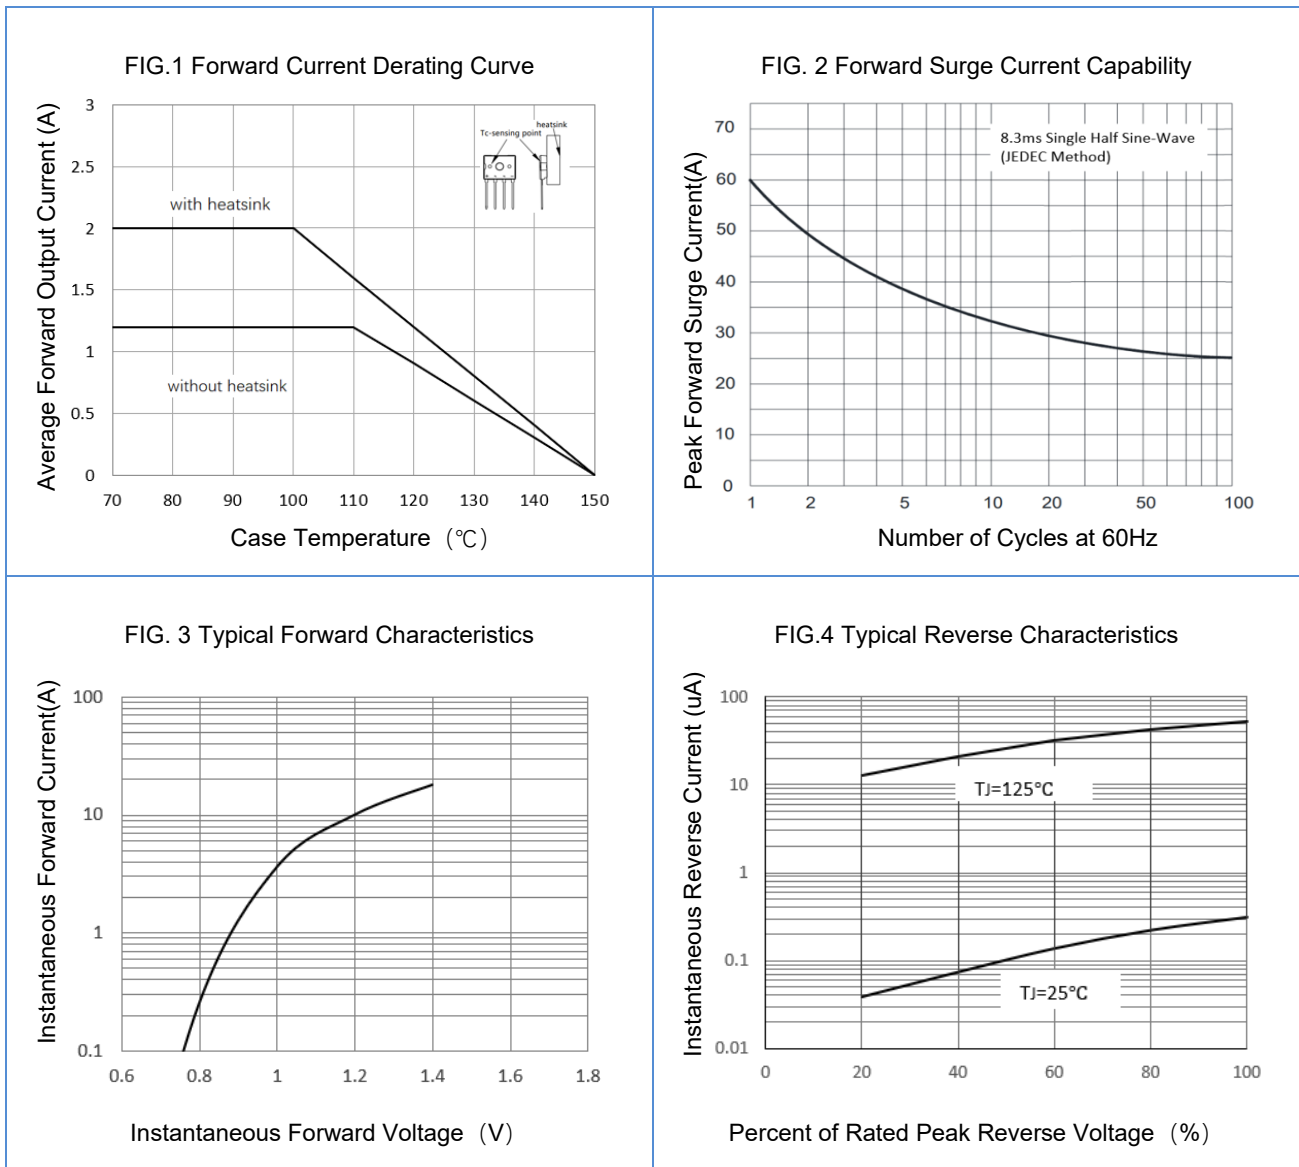 FIG.1 Forward Current Derating Curve
Average Forward Output Current (A)
3
2.5
2
1.5
1
0.5
0
with heatsink
without heatsink
Tc-sensing point
heatsink
70 80 90 100 110 120 130 140 150
Case Temperature（℃）
FIG. 2 Forward Surge Current Capability
Peak Forward Surge Current(A)
70
60
50
40
30
20
10
0
8.3ms Single Half Sine-Wave
(JEDEC Method)
1 2 5 10 20 50 100
Number of Cycles at 60Hz
FIG. 3 Typical Forward Characteristics
Instantaneous Forward Current(A)
100
10
1
0.1
0.6 0.8 1 1.2 1.4 1.6 1.8
Instantaneous Forward Voltage（V）
FIG.4 Typical Reverse Characteristics
Instantaneous Reverse Current (uA)
100
10
1
0.1
0.01
TJ=125°C
TJ=25°C
0 20 40 60 80 100
Percent of Rated Peak Reverse Voltage（%）